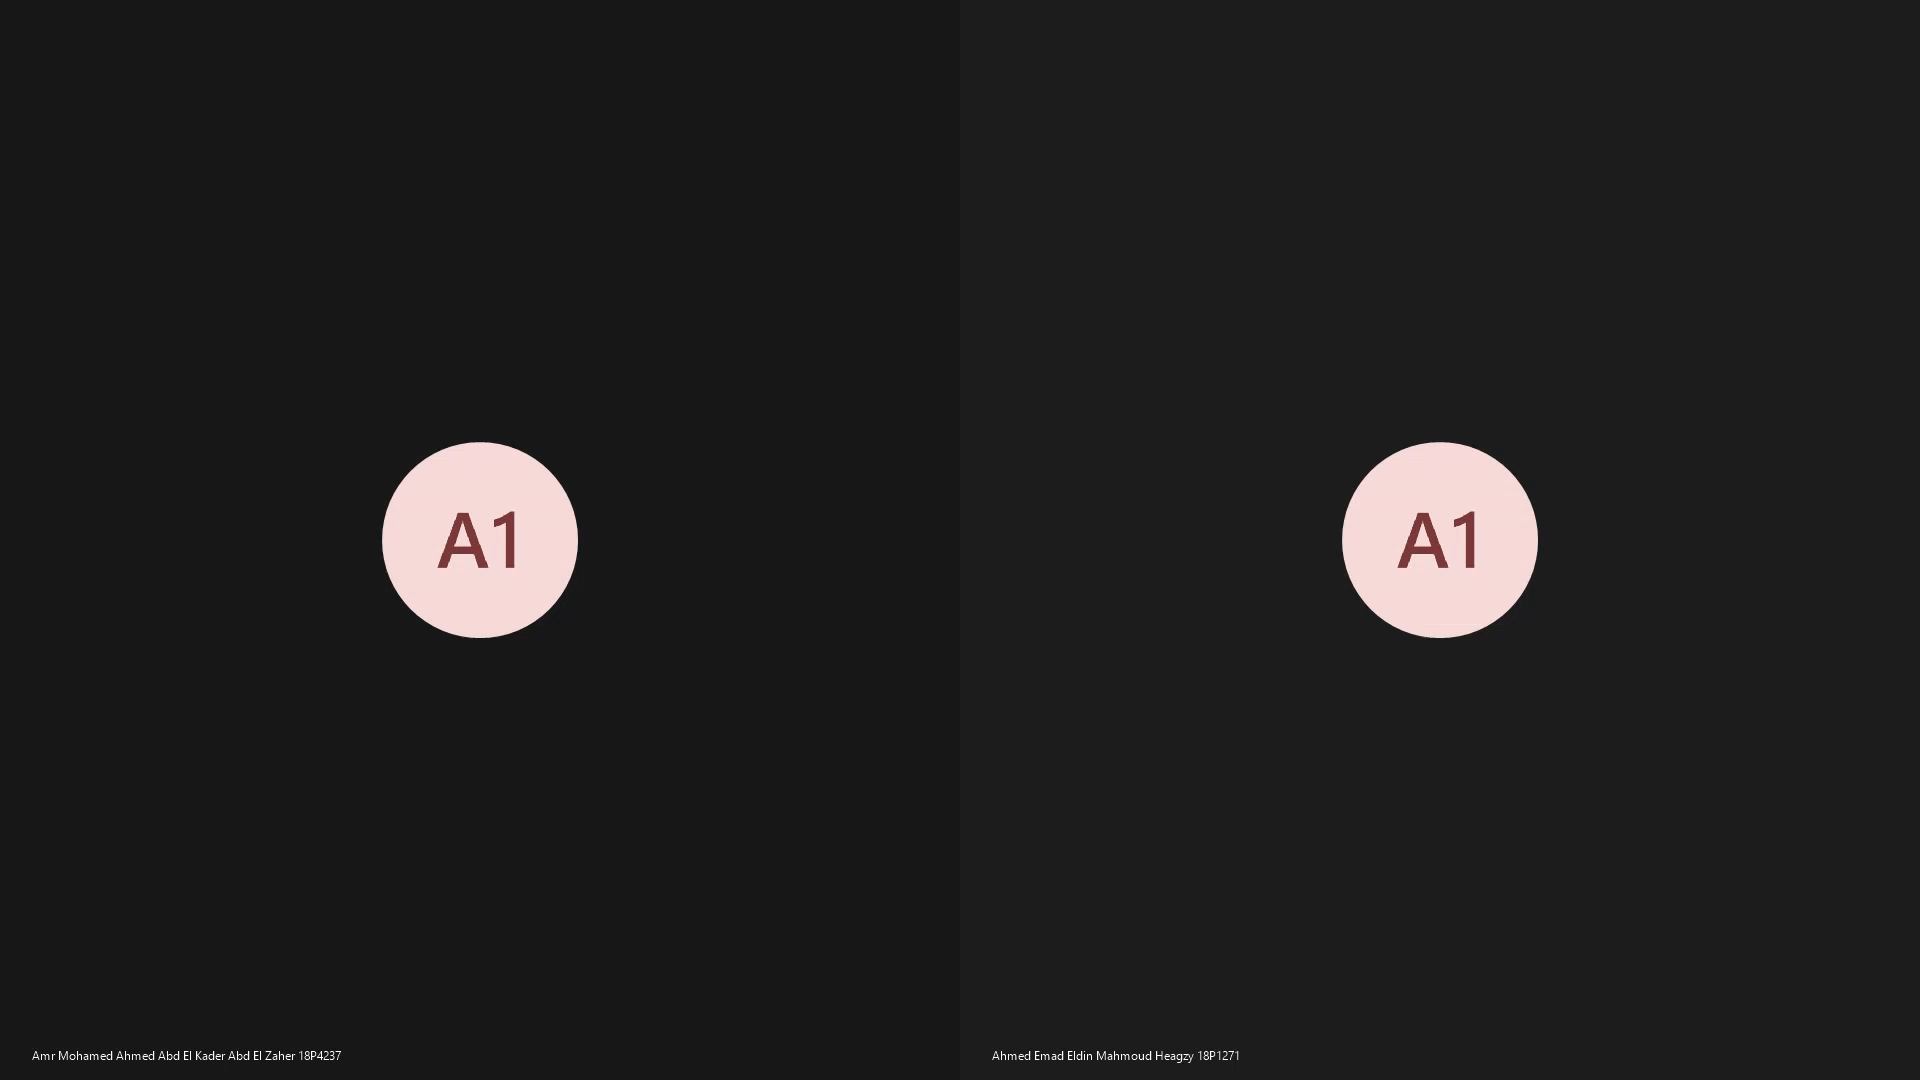 A1
A1
Amr Mohamed Ahmed Abd El Kader Abd El Zaher 18P4237
Ahmed Emad Eldin Mahmoud Heagzy 18P1271